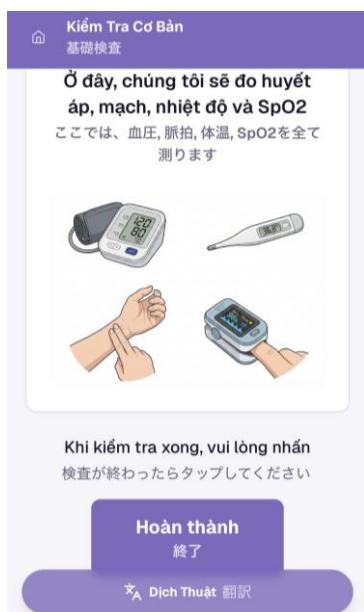 Kiểm Tra Cơ Bản
基礎検査
Ở đây, chúng tôi sẽ đo huyết
áp, mạch, nhiệt độ và SpO2
ここでは、血圧, 脈拍, 体温, SpO2を全て
測ります
120
80
Khi kiểm tra xong, vui lòng nhấn
検査が終わったらタップしてください
Hoàn thành
終了
Dịch Thuật 翻訳